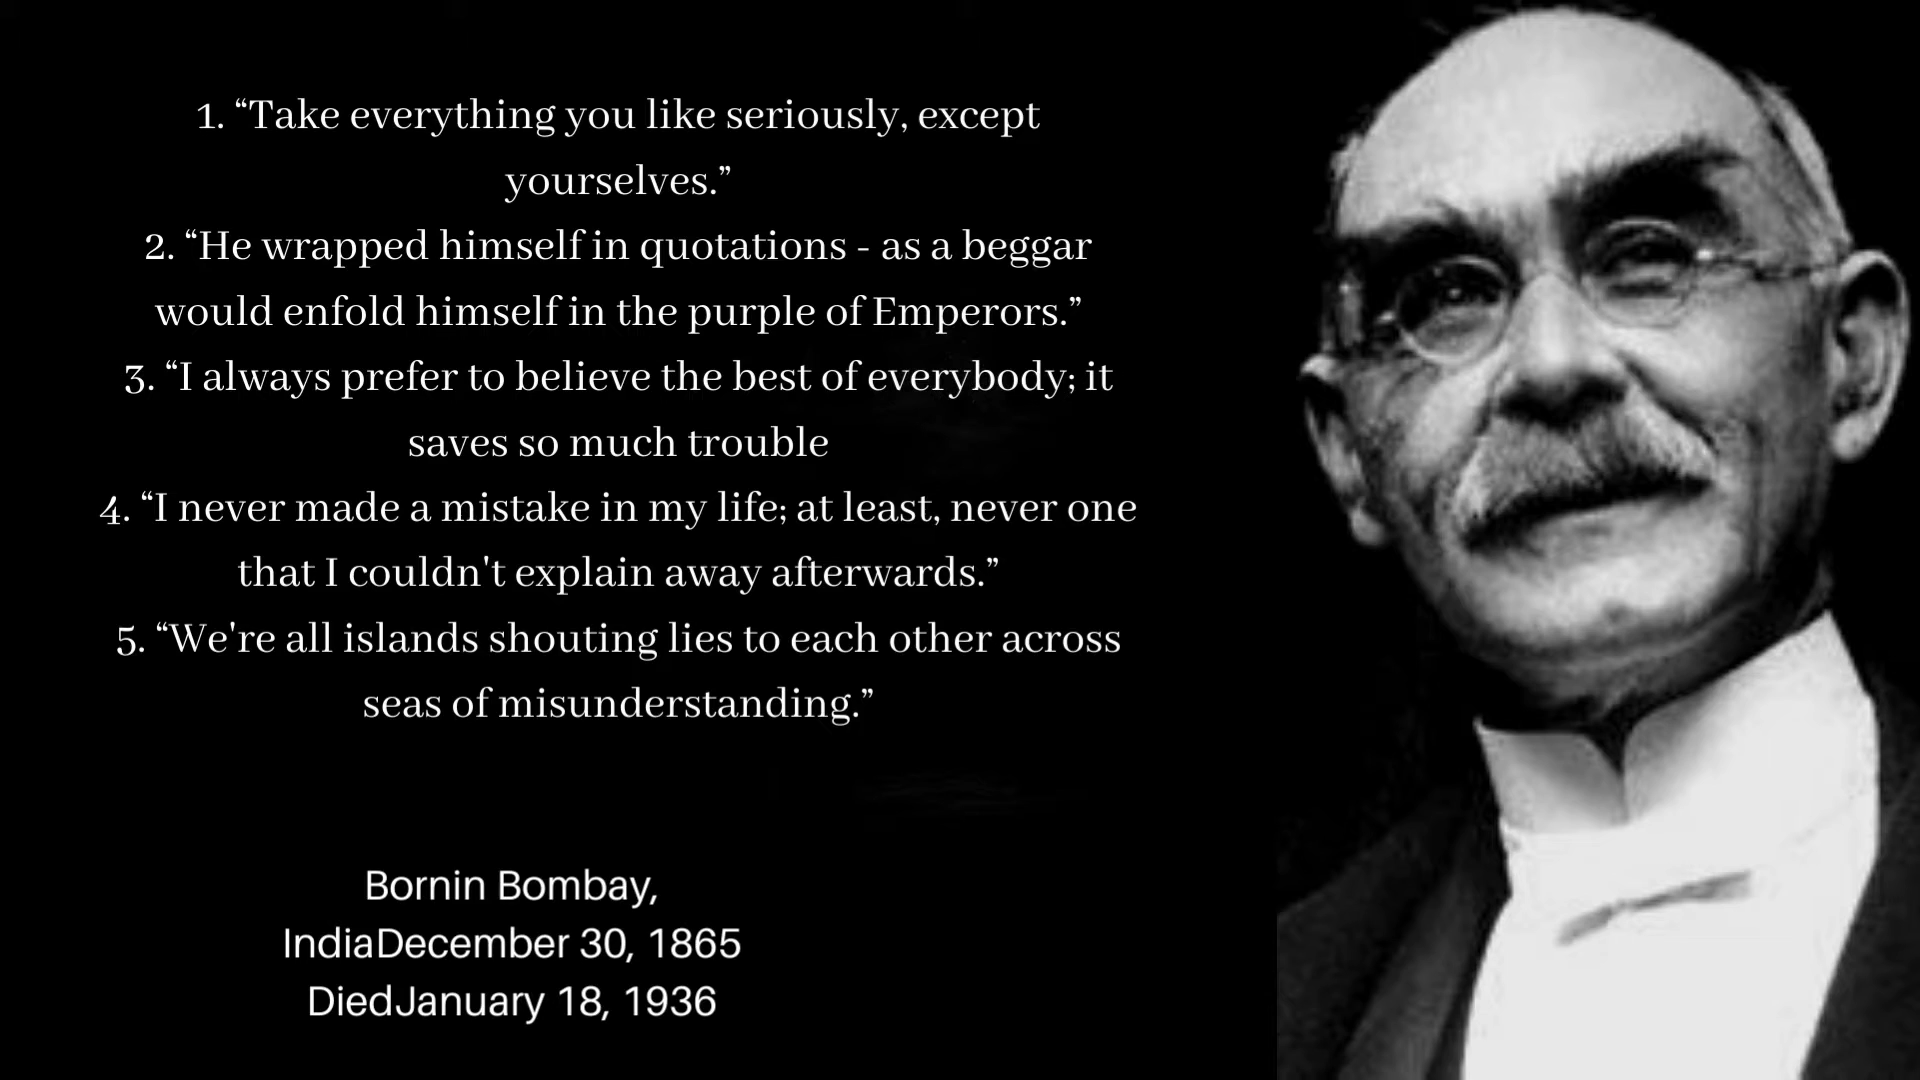 1. “Take everything you like seriously, except
yourselves.”
2. “He wrapped himself in quotations - as a beggar
would enfold himself in the purple of Emperors.”
3. “I always prefer to believe the best of everybody; it
saves so much trouble
4. “I never made a mistake in my life; at least, never one
that I couldn't explain away afterwards.”
5. “We're all islands shouting lies to each other across
seas of misunderstanding.”
Bornin Bombay,
IndiaDecember 30, 1865
DiedJanuary 18, 1936